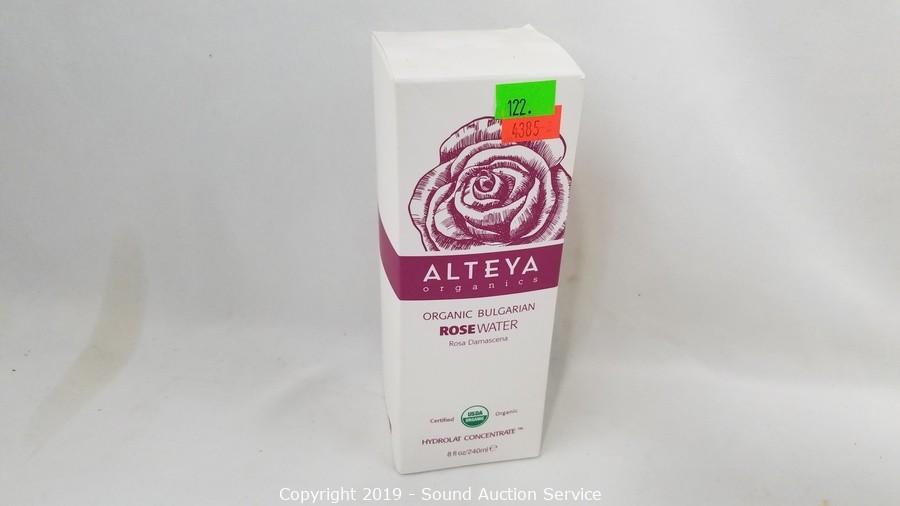 122.
4385
ALTEYA
organics
ORGANIC BULGARIAN
ROSE WATER
Rosa Damascena
Certified USDA ORGANIC Organic
HYDROLAT CONCENTRATE™
8 fl oz/240ml ℮
Copyright 2019 - Sound Auction Service